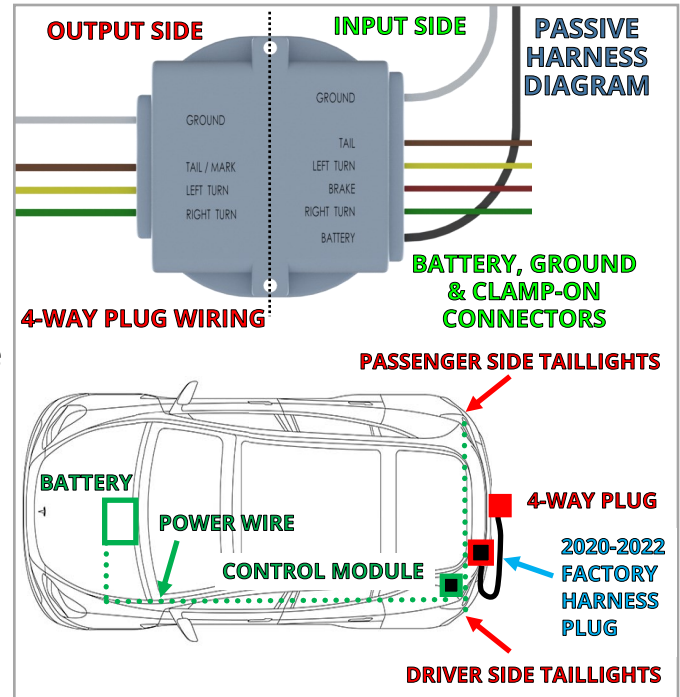 OUTPUT SIDE
INPUT SIDE
PASSIVE
HARNESS
DIAGRAM
GROUND
TAIL / MARK
LEFT TURN
RIGHT TURN
GROUND
TAIL
LEFT TURN
BRAKE
RIGHT TURN
BATTERY
4-WAY PLUG WIRING
BATTERY, GROUND
& CLAMP-ON
CONNECTORS
PASSENGER SIDE TAILLIGHTS
BATTERY
POWER WIRE
CONTROL MODULE
4-WAY PLUG
2020-2022
FACTORY
HARNESS
PLUG
DRIVER SIDE TAILLIGHTS